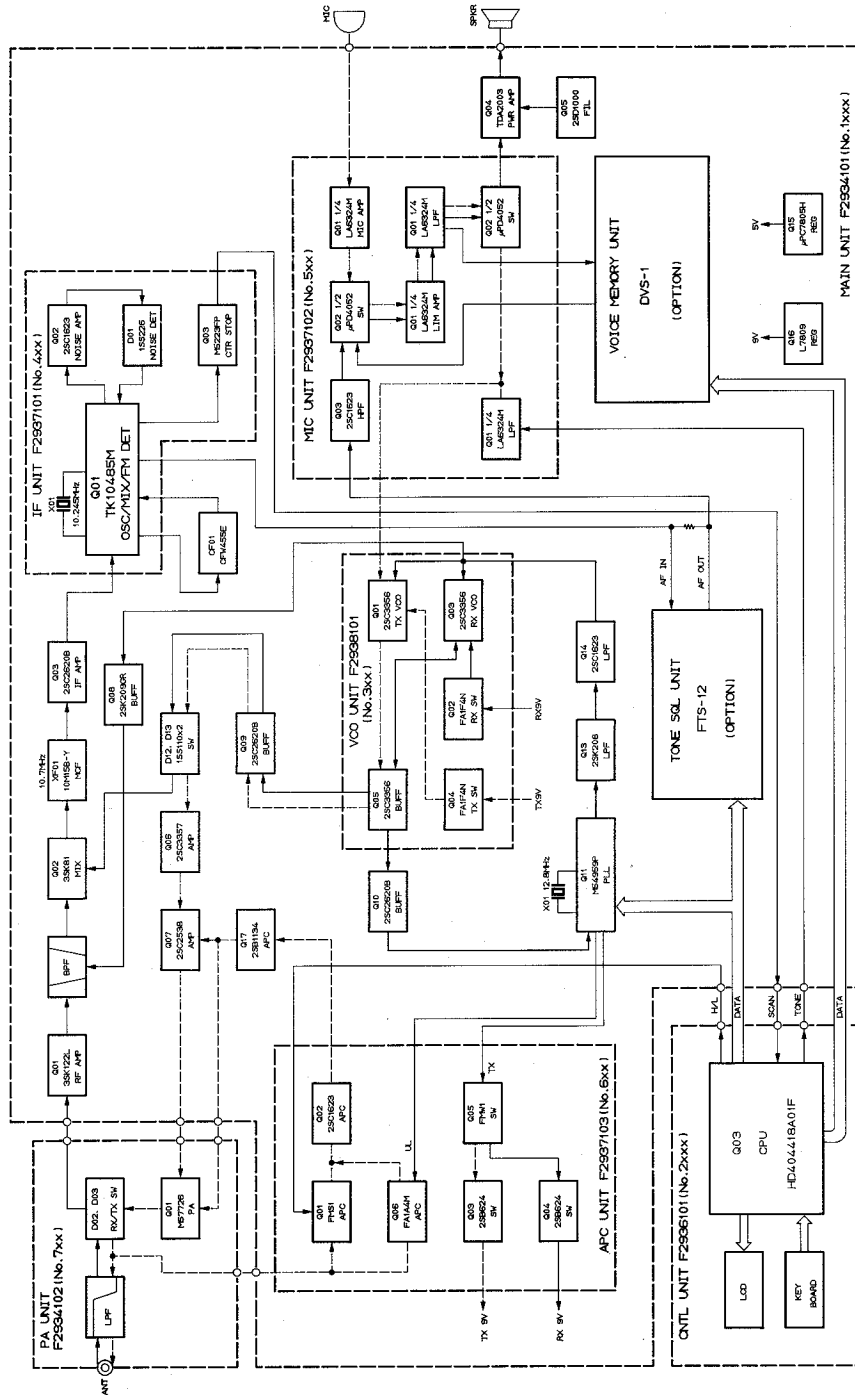 ANT
PA UNIT
F2934102(No.7xx)
LPF
D02, D03
RX/TX SW
Q01
M57726
PA
Q01
3SK122L
RF AMP
BPF
Q02
3SK81
MIX
10.7MHz
XF01
10M15B-Y
MCF
Q03
2SC2620B
IF AMP
Q08
2SK209GR
BUFF
IF UNIT F2937101(No.4xx)
X01
10.245MHz
Q01
TK10485M
OSC/MIX/FM DET
Q02
2SC1623
NOISE AMP
D01
1SS226
NOISE DET
Q03
M5223FP
CTR STOP
CF01
CFW455E
Q07
2SC2538
AMP
Q06
2SC3357
AMP
D12, D13
1SS110x2
SW
Q09
2SC2620B
BUFF
Q17
2SB1134
APC
VCO UNIT F2938101
(No.3xx)
Q01
2SC3356
TX VCO
Q03
2SC3356
RX VCO
Q05
2SC3356
BUFF
Q04
FA1F4N
TX SW
Q02
FA1F4N
RX SW
TX9V
RX9V
Q10
2SC2620B
BUFF
X01 12.8MHz
Q11
M54959P
PLL
Q13
2SK208
LPF
Q14
2SC1623
LPF
MIC
SPKR
MIC UNIT F2937102(No.5xx)
Q01 1/4
LA6324M
MIC AMP
Q02 1/2
μPD4052
SW
Q03
2SC1623
HPF
Q01 1/4
LA6324M
LIM AMP
Q01 1/4
LA6324M
LPF
Q02 1/2
μPD4052
SW
Q01 1/4
LA6324M
LPF
Q04
TDA2003
PWR AMP
Q05
2SD1000
FIL
VOICE MEMORY UNIT
DVS-1
(OPTION)
AF IN
AF OUT
TONE SQL UNIT
FTS-12
(OPTION)
9V
Q16
L7809
REG
5V
Q15
μPC7805H
REG
MAIN UNIT F2934101(No.1xxx)
APC UNIT F2937103(No.6xx)
Q01
FMS1
APC
Q02
2SC1623
APC
Q06
FA1A4M
APC
UL
TX
Q05
FMW1
SW
Q03
2SB624
SW
Q04
2SB624
SW
TX 9V
RX 9V
CNTL UNIT F2936101(No.2xxx)
Q03
CPU
HD404418A01F
LCD
KEY
BOARD
H/L
DATA
SCAN
TONE
DATA